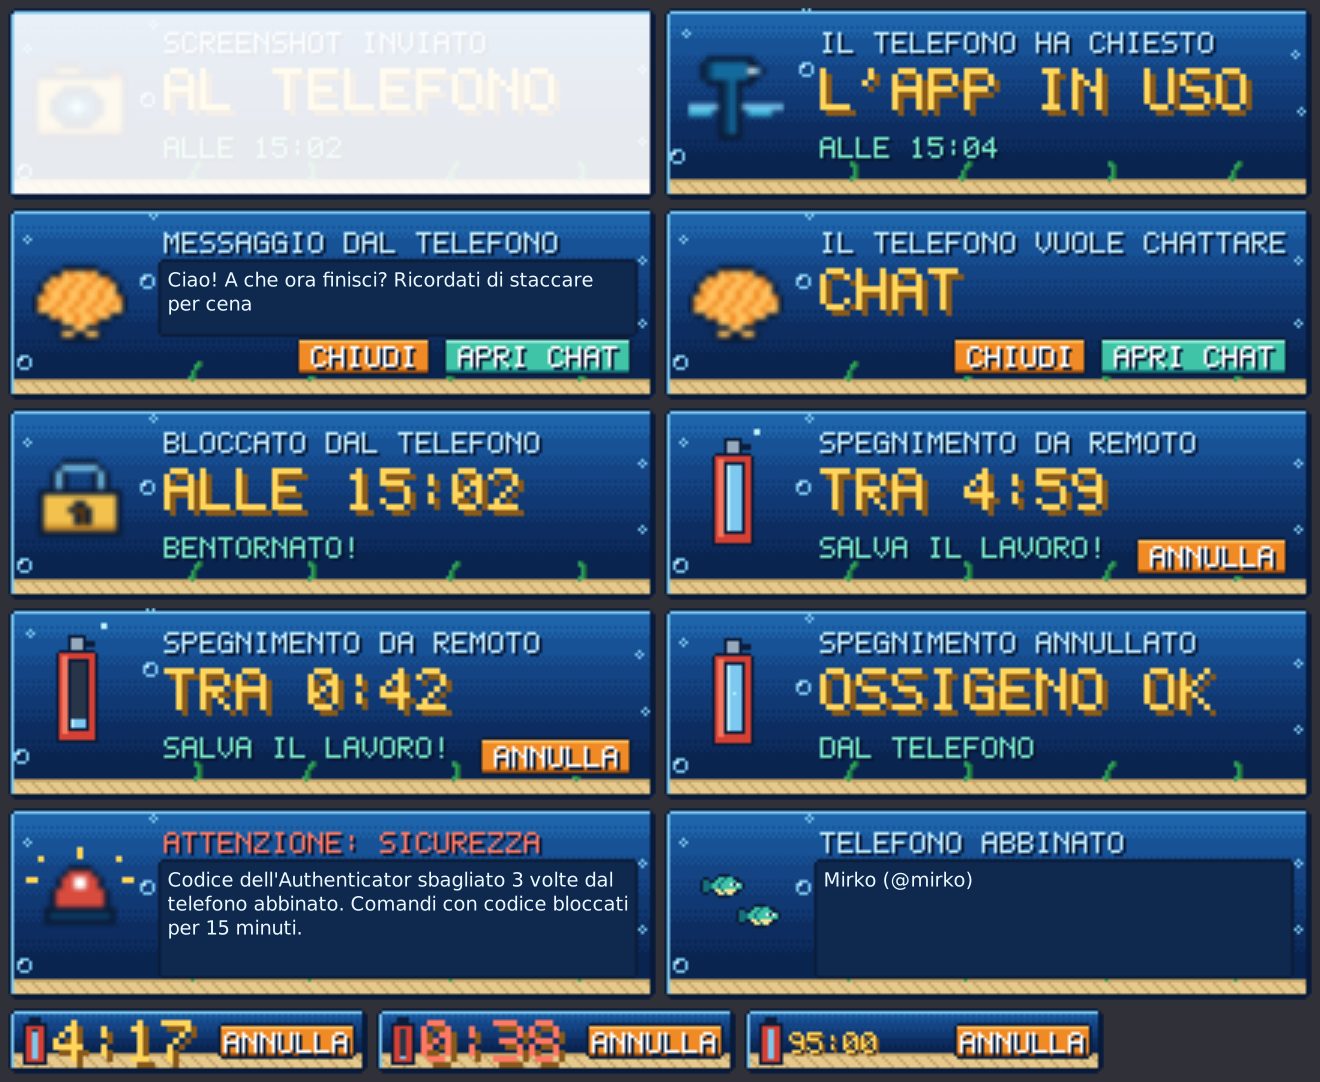 SCREENSHOT INVIATO
AL TELEFONO
ALLE 15:02
IL TELEFONO HA CHIESTO
L'APP IN USO
ALLE 15:04
MESSAGGIO DAL TELEFONO
Ciao! A che ora finisci? Ricordati di staccare
per cena
CHIUDI APRI CHAT
IL TELEFONO VUOLE CHATTARE
CHAT
CHIUDI APRI CHAT
BLOCCATO DAL TELEFONO
ALLE 15:02
BENTORNATO!
SPEGNIMENTO DA REMOTO
TRA 4:59
SALVA IL LAVORO!
ANNULLA
SPEGNIMENTO DA REMOTO
TRA 0:42
SALVA IL LAVORO!
ANNULLA
SPEGNIMENTO ANNULLATO
OSSIGENO OK
DAL TELEFONO
ATTENZIONE: SICUREZZA
Codice dell'Authenticator sbagliato 3 volte dal
telefono abbinato. Comandi con codice bloccati
per 15 minuti.
TELEFONO ABBINATO
Mirko (@mirko)
4:17 ANNULLA
0:38 ANNULLA
95:00 ANNULLA